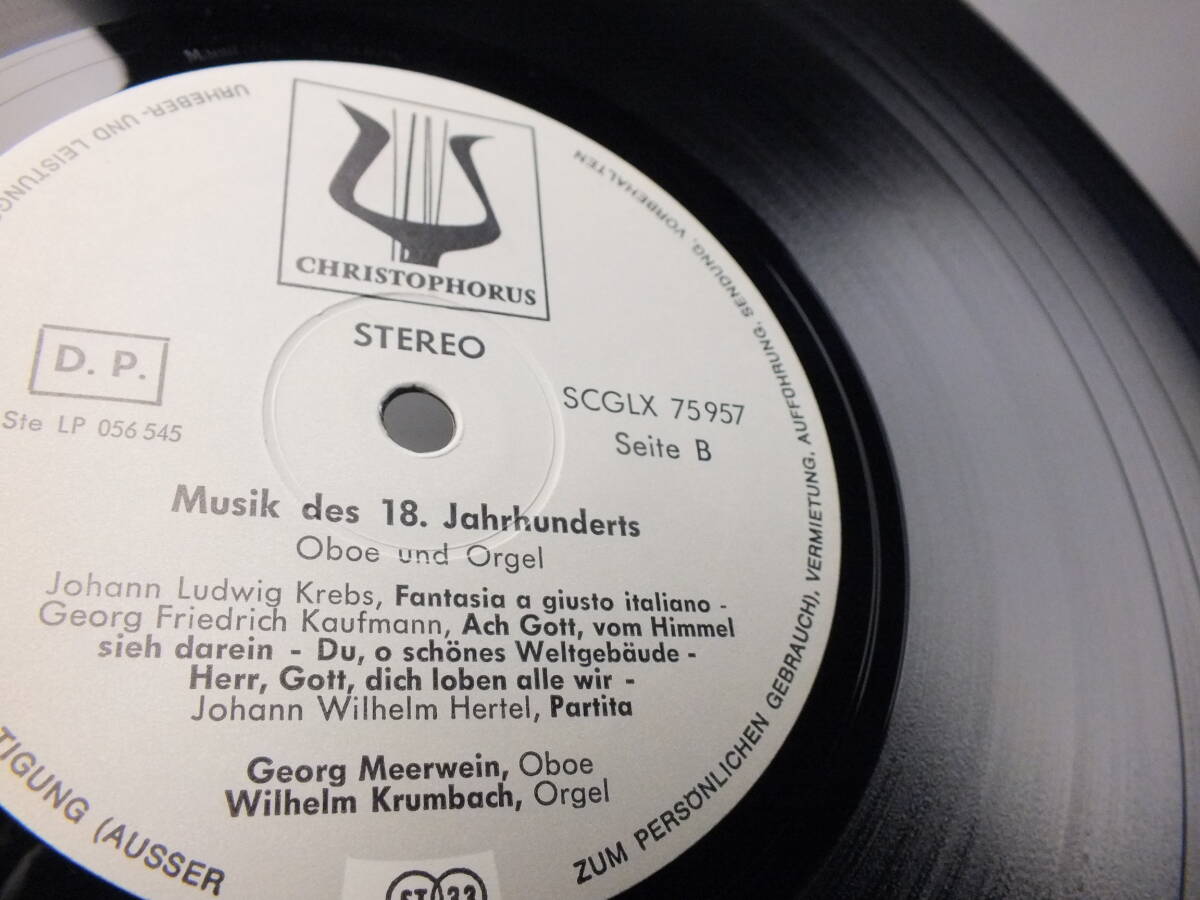 CHRISTOPHORUS
STEREO
D. P.
Ste LP 056 545
SCGLX 75957
Seite B
Musik des 18. Jahrhunderts
Oboe und Orgel
Johann Ludwig Krebs, Fantasia a giusto italiano -
Georg Friedrich Kaufmann, Ach Gott, vom Himmel
sieh darein - Du, o schönes Weltgebäude -
Herr, Gott, dich loben alle wir -
Johann Wilhelm Hertel, Partita
Georg Meerwein, Oboe
Wilhelm Krumbach, Orgel
ST 33
URHEBER- UND
TIGUNG (AUSSER
ZUM PERSÖNLICHEN GEBRAUCH), VERMIETUNG, AUFFÜHRUNG, SENDUNG, VORBEHALTEN